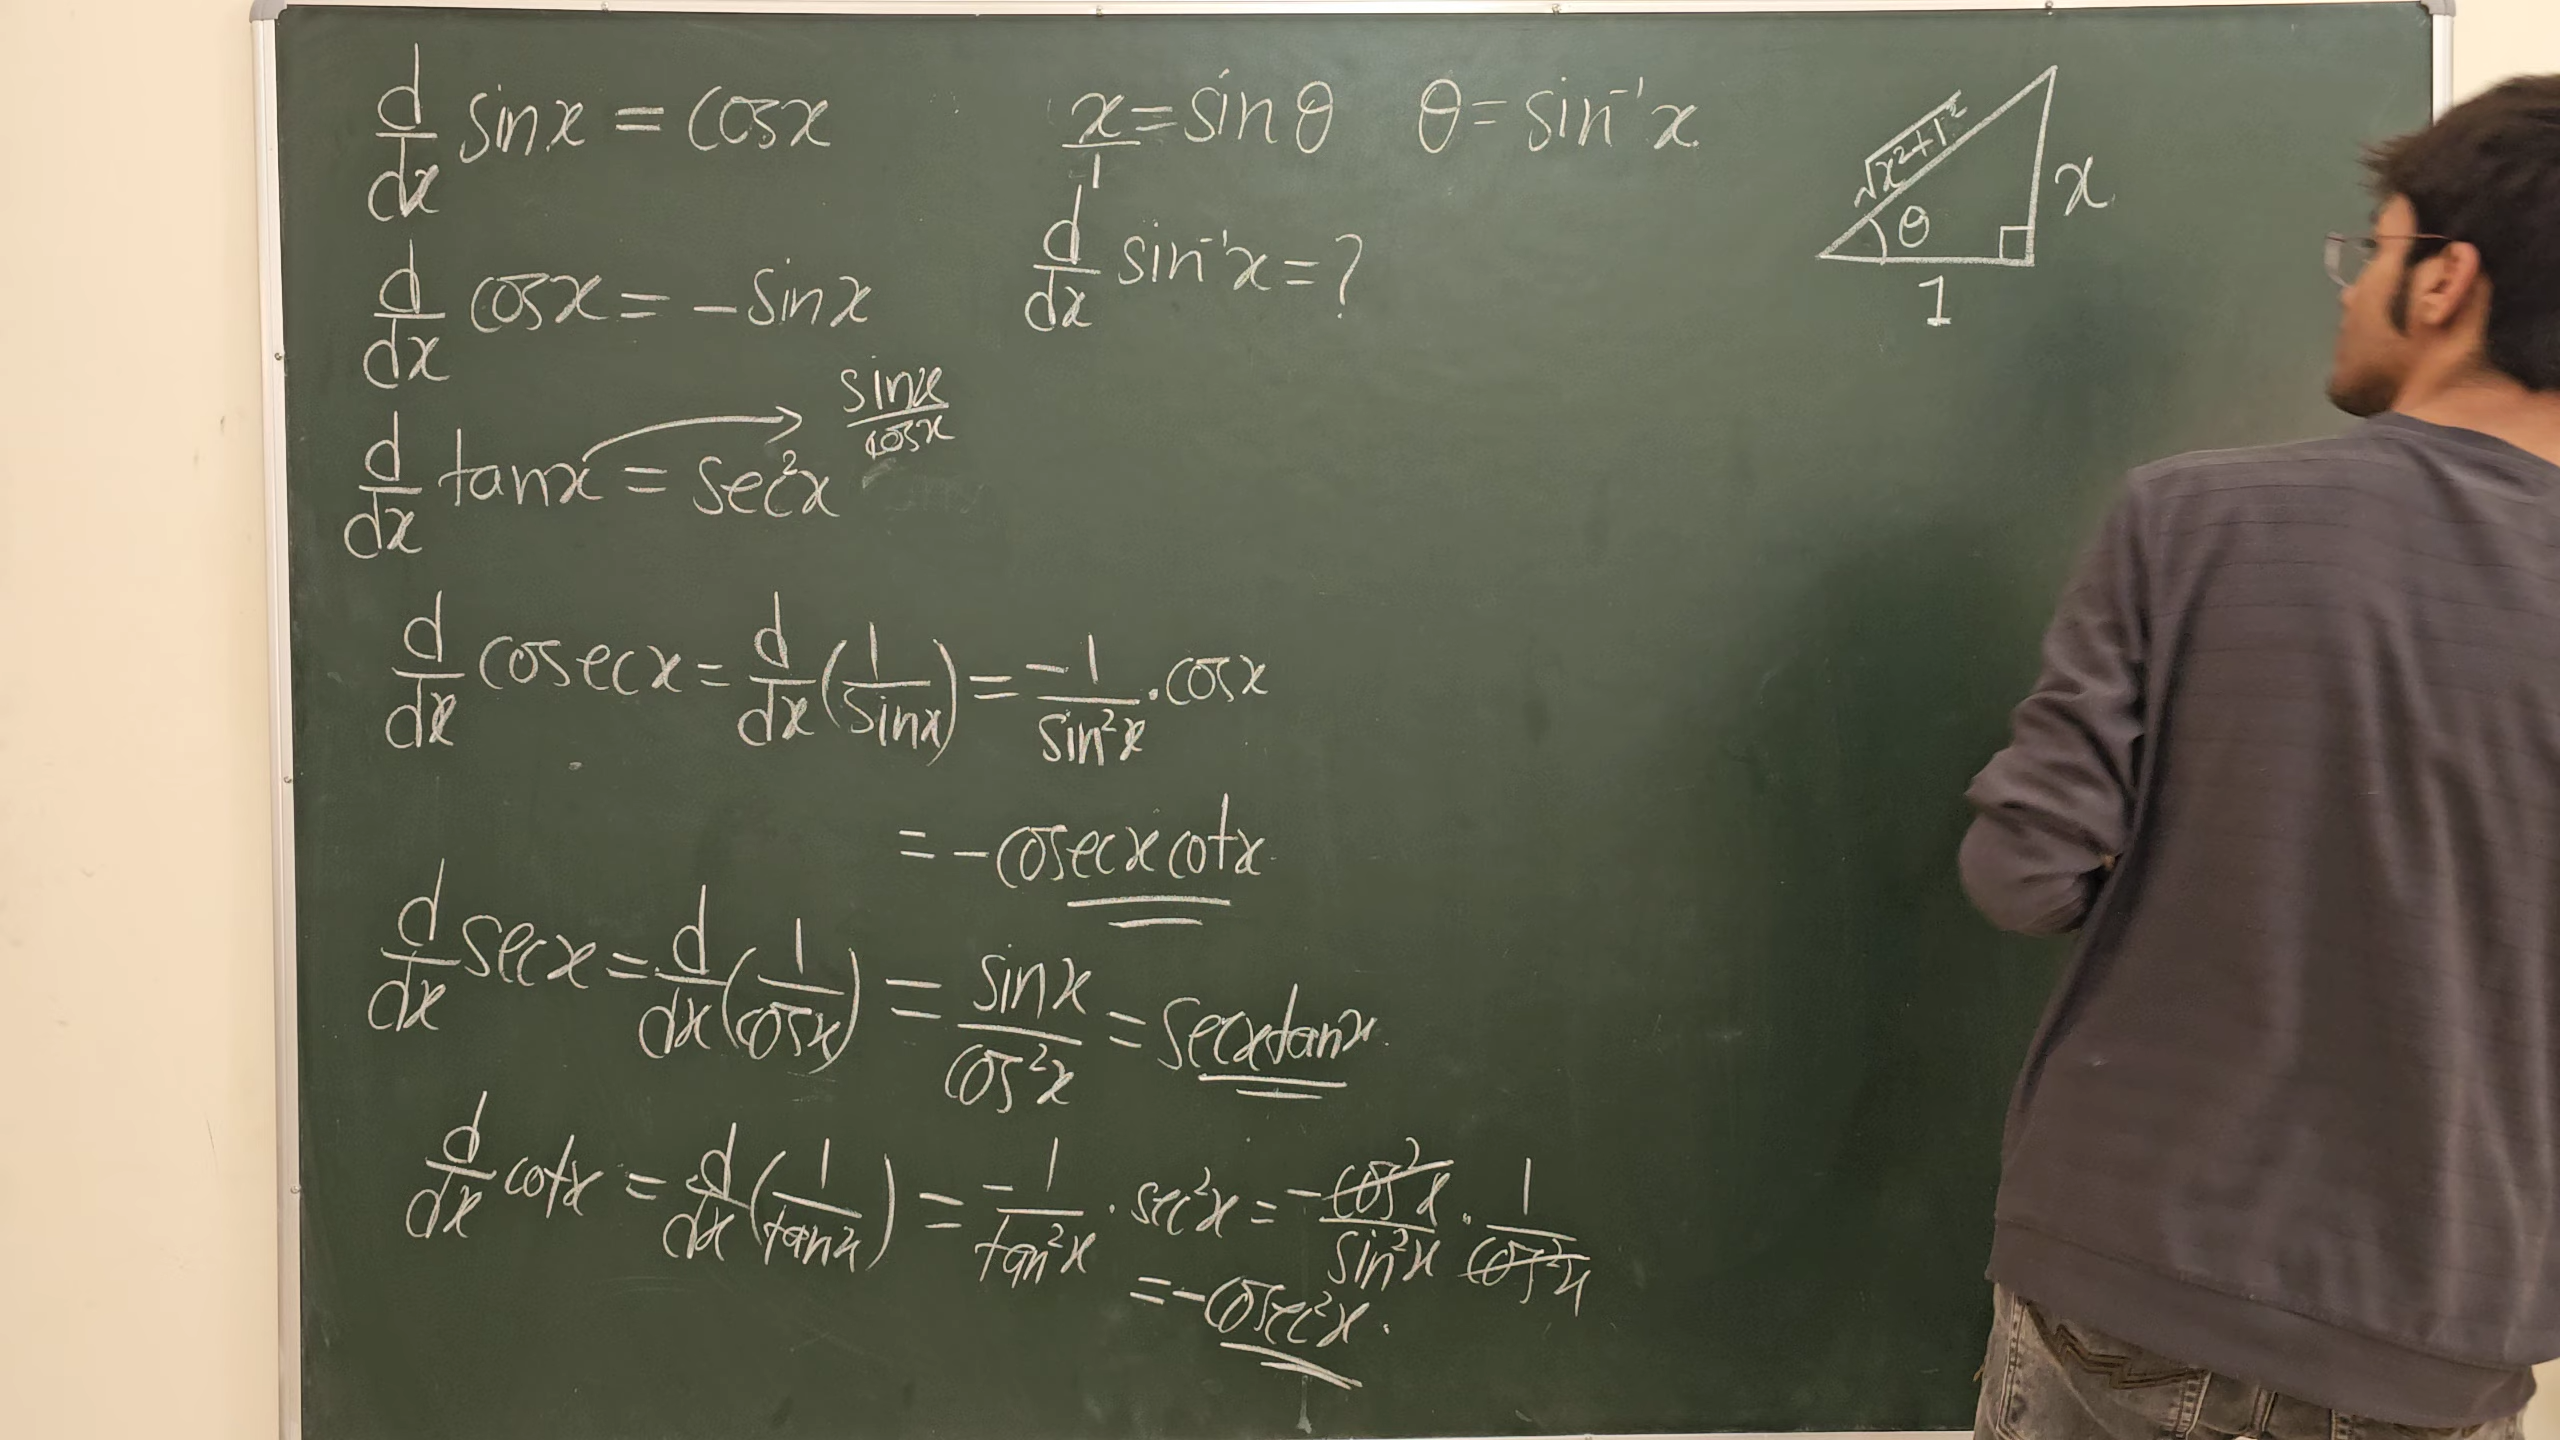 d/dx sinx = cosx
d/dx cosx = -sinx
d/dx tanx = sec²x
sinx/cosx
x/1 = sinθ θ = sin⁻¹x
d/dx sin⁻¹x = ?
√x²+1²
θ
x
1
d/dx cosecx = d/dx (1/sinx) = -1/sin²x . cosx
= -cosecx cotx
d/dx secx = d/dx (1/cosx) = sinx/cos²x = secxtanx
d/dx cotx = d/dx (1/tanx) = -1/tan²x . sec²x = -cos²x/sin²x . 1/cos²x
= -cosec²x.